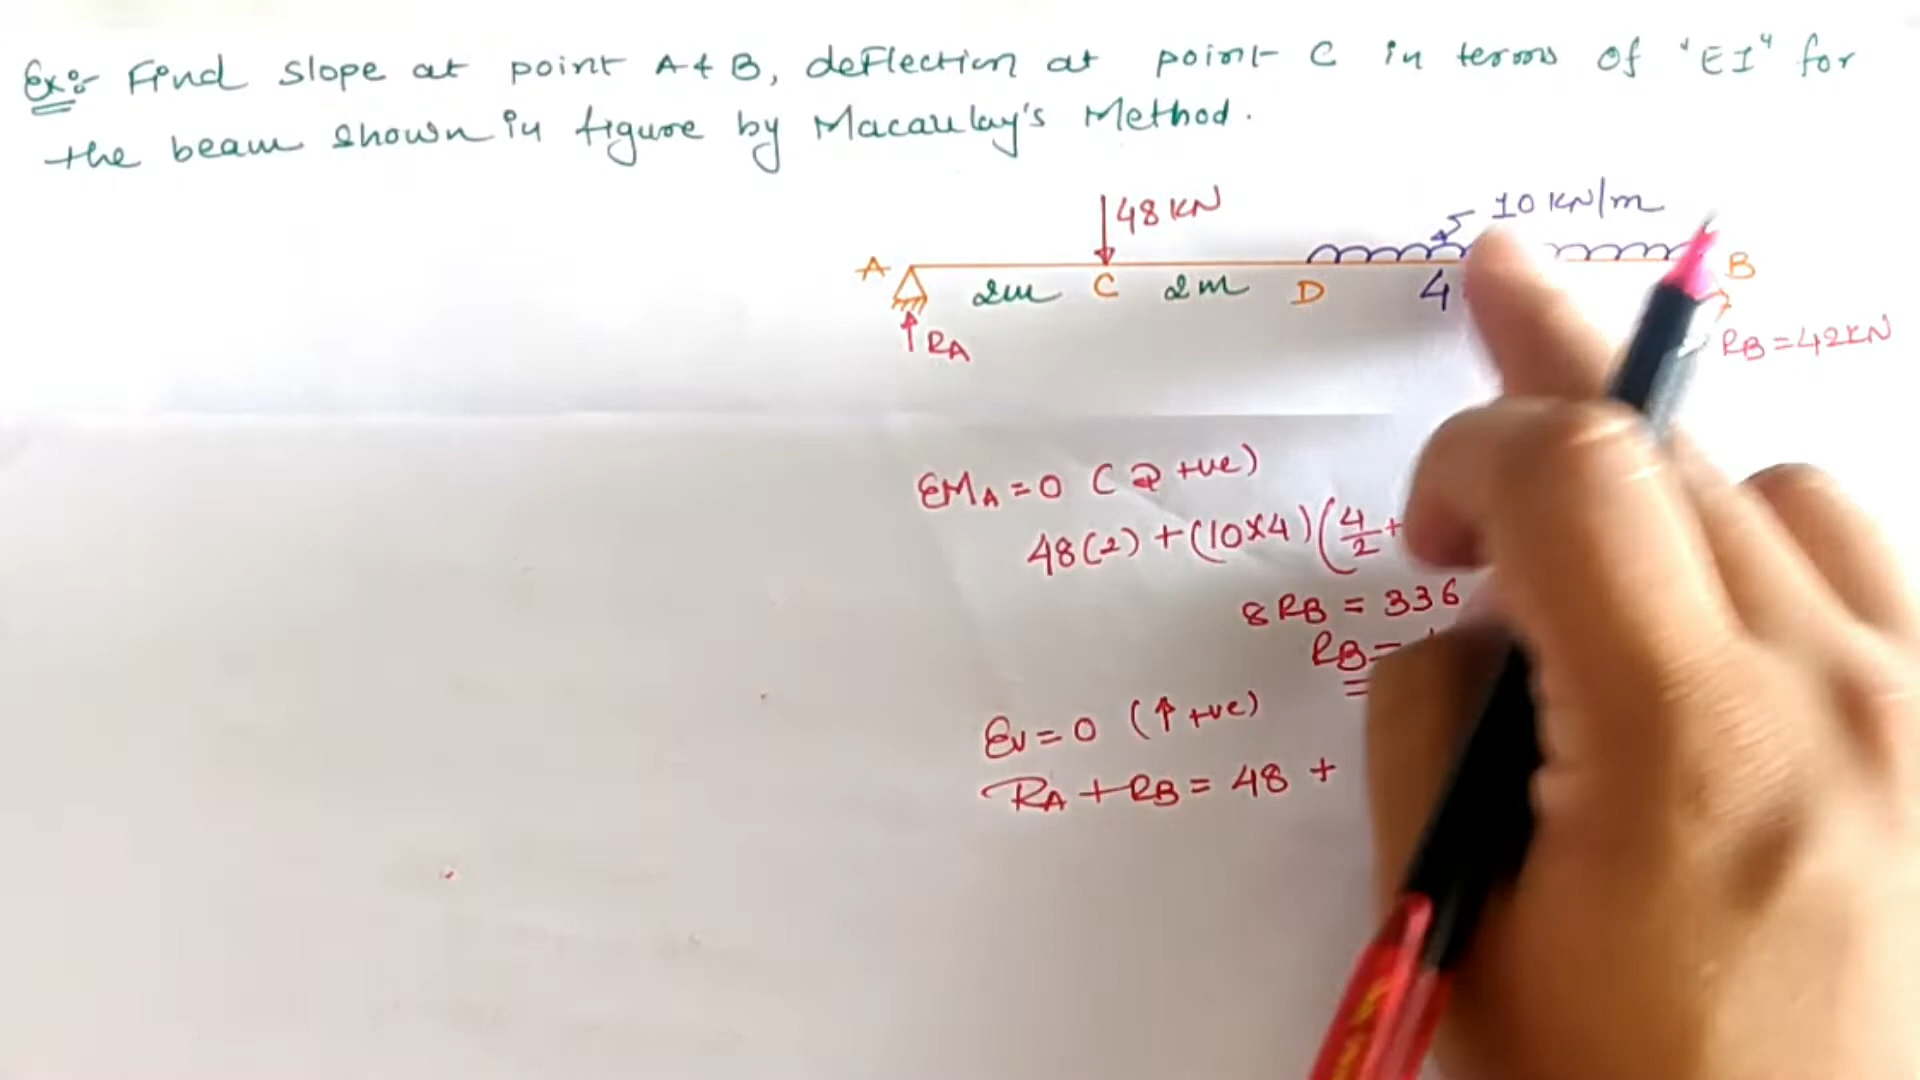 Ex:- Find slope at point A & B, deflection at point C in terms of "EI" for
the beam shown in figure by Macaulay's Method.
48 KN
10 KN/m
A
2m
C
2m
D
4
B
RA
RB = 42KN
ΣMA = 0 (↻ +ve)
48(2) + (10×4)(4/2 +
8RB = 336
RB =
Σv = 0 (↑ +ve)
RA + RB = 48 +